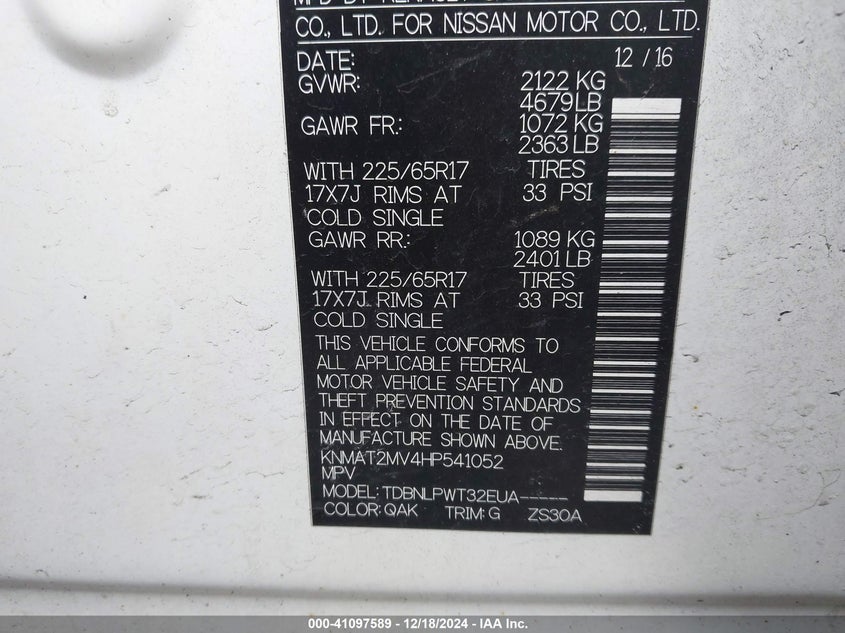 CO., LTD. FOR NISSAN MOTOR CO., LTD.
DATE: 12 / 16
GVWR: 2122 KG
4679 LB
GAWR FR.: 1072 KG
2363 LB
WITH 225/65R17 TIRES
17X7J RIMS AT 33 PSI
COLD SINGLE
GAWR RR.: 1089 KG
2401 LB
WITH 225/65R17 TIRES
17X7J RIMS AT 33 PSI
COLD SINGLE
THIS VEHICLE CONFORMS TO
ALL APPLICABLE FEDERAL
MOTOR VEHICLE SAFETY AND
THEFT PREVENTION STANDARDS
IN EFFECT ON THE DATE OF
MANUFACTURE SHOWN ABOVE.
KNMAT2MV4HP541052
MPV
MODEL: TDBNLPWT32EUA-----
COLOR: QAK TRIM: G ZS30A
000-41097589 - 12/18/2024 - IAA Inc.